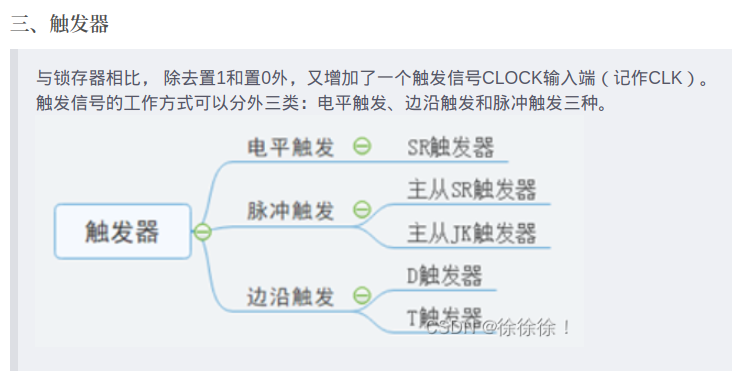 三、触发器
与锁存器相比， 除去置1和置0外，又增加了一个触发信号CLOCK输入端（记作CLK）。
触发信号的工作方式可以分外三类：电平触发、边沿触发和脉冲触发三种。
触发器
电平触发
SR触发器
脉冲触发
主从SR触发器
主从JK触发器
边沿触发
D触发器
T触发器
CSDN @徐徐徐！